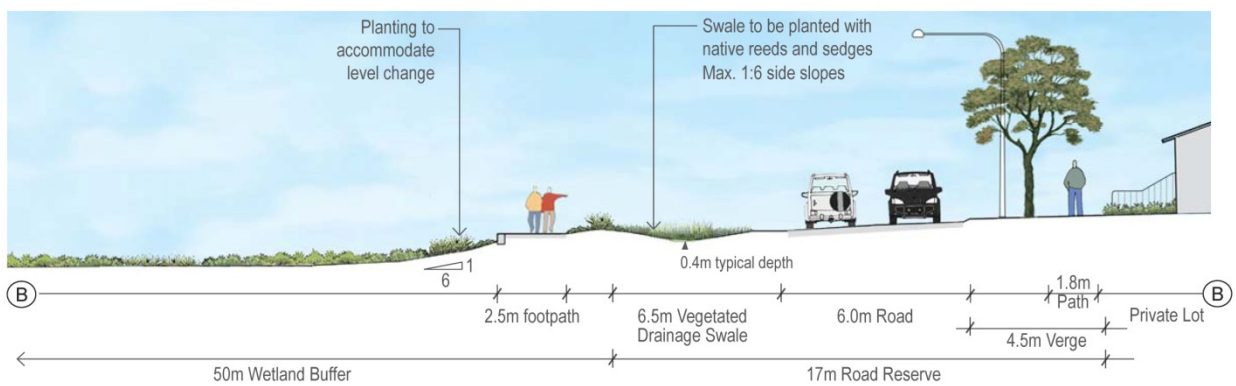 Planting to
accommodate
level change
Swale to be planted with
native reeds and sedges
Max. 1:6 side slopes
1
6
0.4m typical depth
B
B
2.5m footpath
6.5m Vegetated
Drainage Swale
6.0m Road
1.8m
Path
Private Lot
4.5m Verge
50m Wetland Buffer
17m Road Reserve